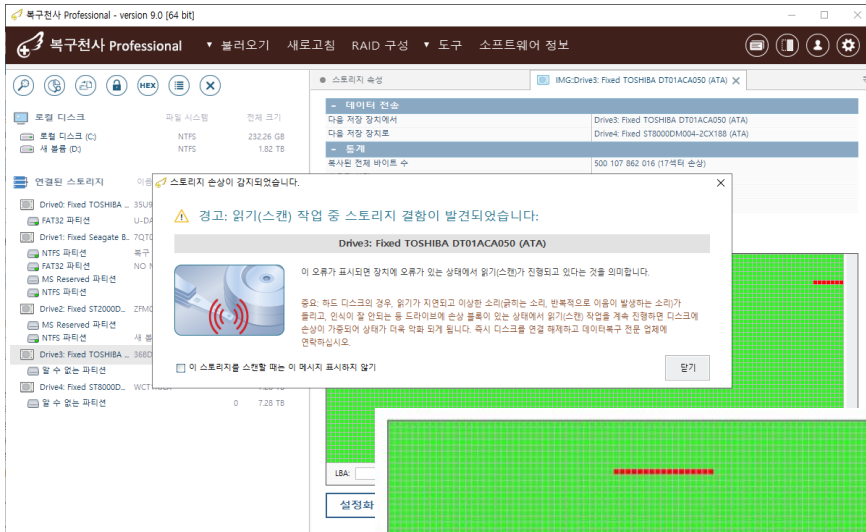 복구천사 Professional - version 9.0 [64 bit]
복구천사 Professional
▼ 불러오기 새로고침 RAID 구성 ▼ 도구 소프트웨어 정보
HEX
로컬 디스크 파일 시스템 전체 크기
로컬 디스크 (C:) NTFS 232.26 GB
새 볼륨 (D:) NTFS 1.82 TB
연결된 스토리지
Drive0: Fixed TOSHIBA ..
FAT32 파티션 U-DA
Drive1: Fixed Seagate B..
NTFS 파티션 복구
FAT32 파티션 NO N
MS Reserved 파티션
NTFS 파티션
Drive2: Fixed ST2000D..
MS Reserved 파티션
NTFS 파티션 새 볼
Drive3: Fixed TOSHIBA ..
알 수 없는 파티션
Drive4: Fixed ST8000D..
알 수 없는 파티션 0 7.28 TB
스토리지 속성
IMG:Drive3: Fixed TOSHIBA DT01ACA050 (ATA)
- 데이터 전송
다음 저장 장치에서 Drive3: Fixed TOSHIBA DT01ACA050 (ATA)
다음 저장 장치로 Drive4: Fixed ST8000DM004-2CX188 (ATA)
- 통계
복사된 전체 바이트 수 500 107 862 016 (17섹터 손상)
스토리지 손상이 감지되었습니다.
경고: 읽기(스캔) 작업 중 스토리지 결함이 발견되었습니다:
Drive3: Fixed TOSHIBA DT01ACA050 (ATA)
이 오류가 표시되면 장치에 오류가 있는 상태에서 읽기(스캔)가 진행되고 있다는 것을 의미합니다.
중요: 하드 디스크의 경우, 읽기가 지연되고 이상한 소리(긁는 소리, 반복적으로 이음이 발생하는 소리)가
들리고, 인식이 잘 안되는 등 드라이브에 손상 블록이 있는 상태에서 읽기(스캔) 작업을 계속 진행하면 디스크에
손상이 가중되어 상태가 더욱 악화 되게 됩니다. 즉시 디스크를 연결 해제하고 데이터복구 전문 업체에
연락하십시오.
이 스토리지를 스캔할 때는 이 메시지 표시하지 않기
닫기
LBA:
설정화